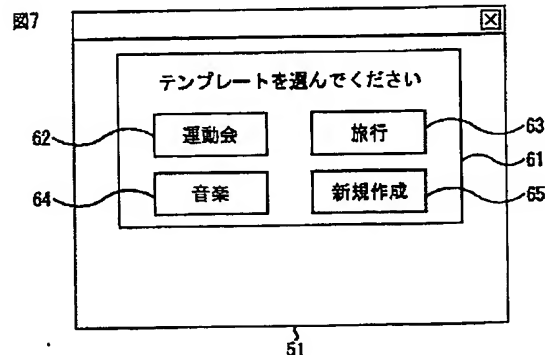 図7
テンプレートを選んでください
62 運動会 旅行 63
61
64 音楽 新規作成 65
51